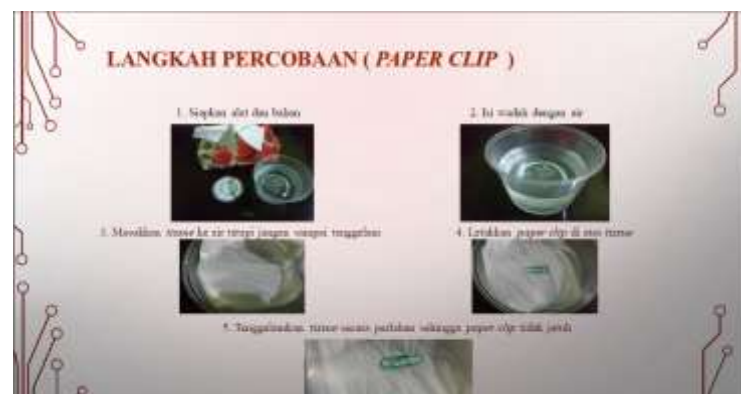 LANGKAH PERCOBAAN ( PAPER CLIP )
1. Siapkan alat dan bahan
2. Isi wadah dengan air
3. Masukkan tissue ke air tetapi jangan sampai tenggelam
4. Letakkan paper clip di atas tissue
5. Tenggelamkan tissue secara perlahan sehingga paper clip tidak jatuh